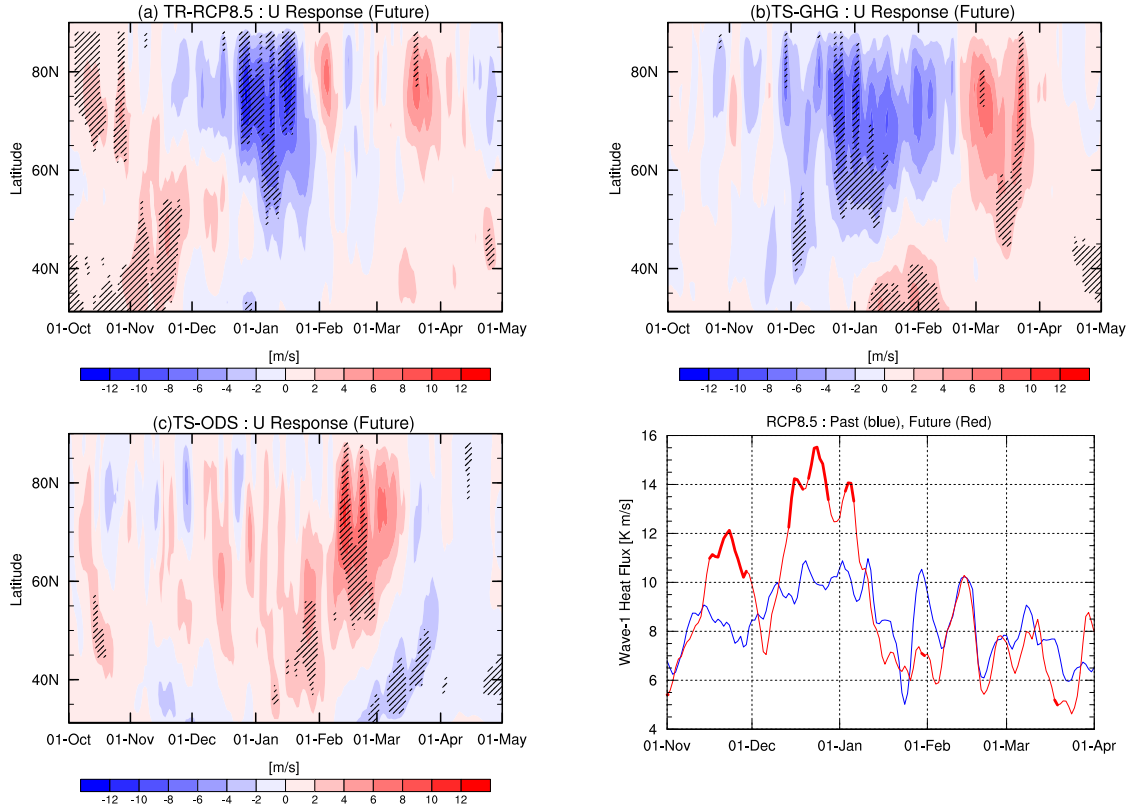 (a) TR-RCP8.5 : U Response (Future)
80N
60N
40N
Latitude
01-Oct 01-Nov 01-Dec 01-Jan 01-Feb 01-Mar 01-Apr 01-May
[m/s]
-12 -10 -8 -6 -4 -2 0 2 4 6 8 10 12
(b)TS-GHG : U Response (Future)
80N
60N
40N
Latitude
01-Oct 01-Nov 01-Dec 01-Jan 01-Feb 01-Mar 01-Apr 01-May
[m/s]
-12 -10 -8 -6 -4 -2 0 2 4 6 8 10 12
(c)TS-ODS : U Response (Future)
80N
60N
40N
Latitude
01-Oct 01-Nov 01-Dec 01-Jan 01-Feb 01-Mar 01-Apr 01-May
[m/s]
-12 -10 -8 -6 -4 -2 0 2 4 6 8 10 12
RCP8.5 : Past (blue), Future (Red)
16
14
12
10
8
6
4
Wave-1 Heat Flux [K m/s]
01-Nov 01-Dec 01-Jan 01-Feb 01-Mar 01-Apr